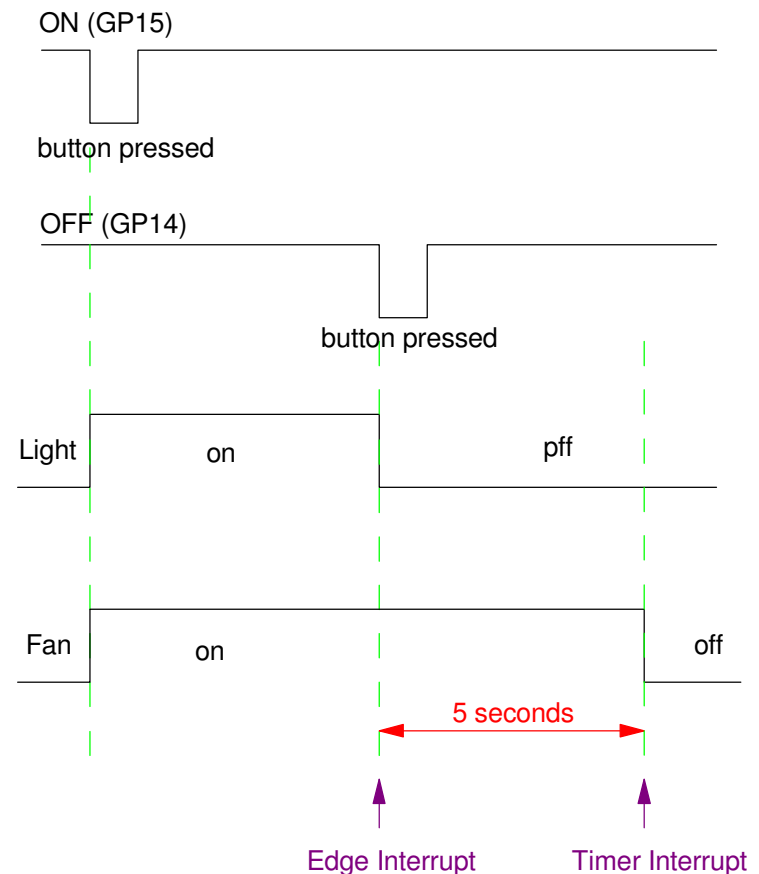 ON (GP15)
button pressed
OFF (GP14)
button pressed
Light
on
pff
Fan
on
off
5 seconds
Edge Interrupt
Timer Interrupt